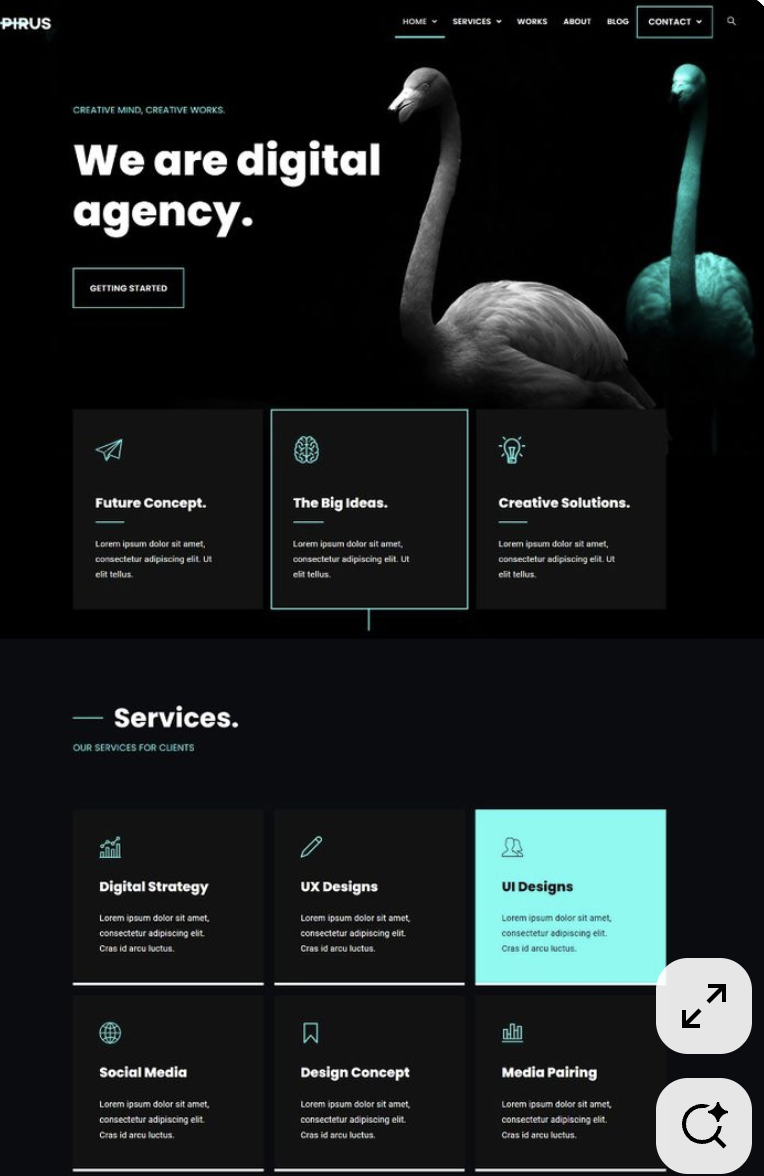 PIRUS
HOME
SERVICES
WORKS
ABOUT
BLOG
CONTACT
CREATIVE MIND, CREATIVE WORKS.
We are digital
agency.
GETTING STARTED
Future Concept.
Lorem ipsum dolor sit amet,
consectetur adipiscing elit. Ut
elit tellus.
The Big Ideas.
Lorem ipsum dolor sit amet,
consectetur adipiscing elit. Ut
elit tellus.
Creative Solutions.
Lorem ipsum dolor sit amet,
consectetur adipiscing elit. Ut
elit tellus.
Services.
OUR SERVICES FOR CLIENTS
Digital Strategy
Lorem ipsum dolor sit amet,
consectetur adipiscing elit.
Cras id arcu luctus.
UX Designs
Lorem ipsum dolor sit amet,
consectetur adipiscing elit.
Cras id arcu luctus.
UI Designs
Lorem ipsum dolor sit amet,
consectetur adipiscing elit.
Cras id arcu luctus.
Social Media
Lorem ipsum dolor sit amet,
consectetur adipiscing elit.
Cras id arcu luctus.
Design Concept
Lorem ipsum dolor sit amet,
consectetur adipiscing elit.
Cras id arcu luctus.
Media Pairing
Lorem ipsum dolor sit amet,
consectetur adipiscing elit.
Cras id arcu luctus.